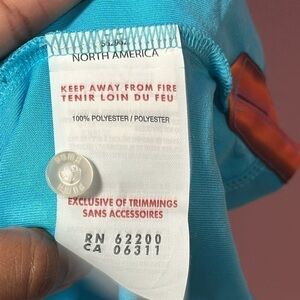 NORTH AMERICA
KEEP AWAY FROM FIRE
TENIR LOIN DU FEU
100% POLYESTER / POLYESTER
EXCLUSIVE OF TRIMMINGS
SANS ACCESSOIRES
RN 62200
CA 06311